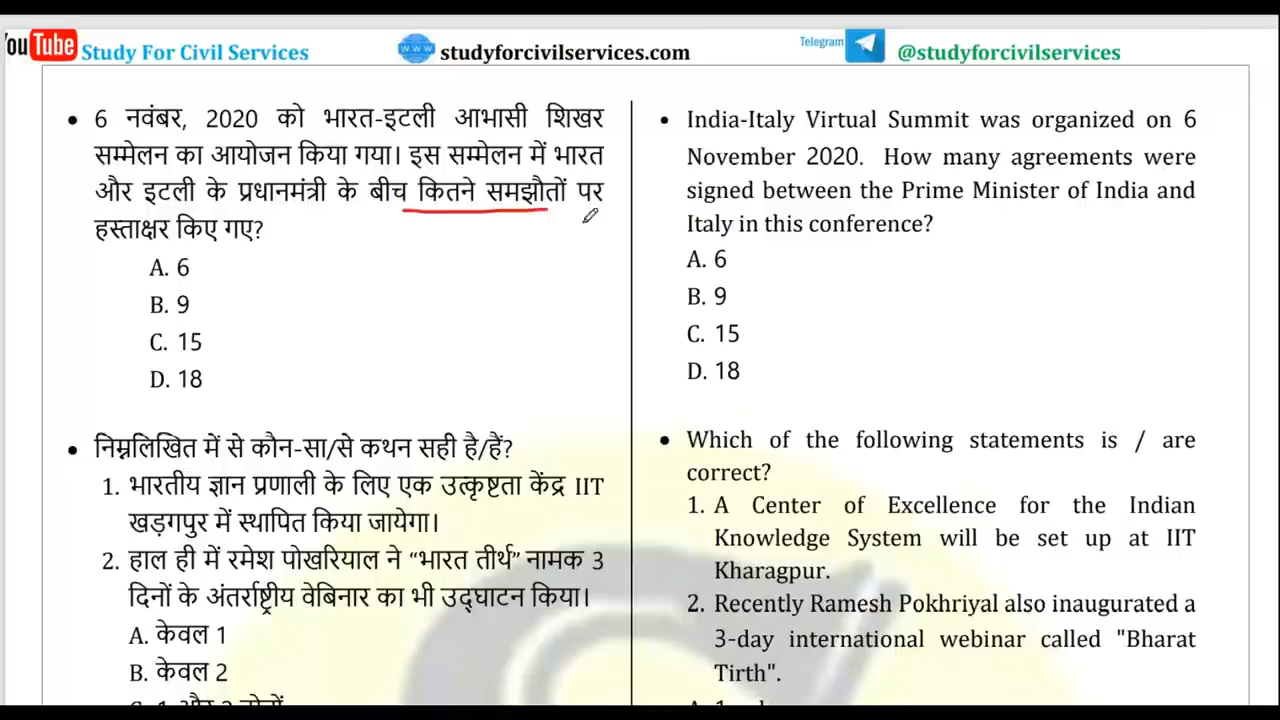 You Tube Study For Civil Services
www studyforcivilservices.com
Telegram @studyforcivilservices
• 6 नवंबर, 2020 को भारत-इटली आभासी शिखर
सम्मेलन का आयोजन किया गया। इस सम्मेलन में भारत
और इटली के प्रधानमंत्री के बीच कितने समझौतों पर
हस्ताक्षर किए गए?
A. 6
B. 9
C. 15
D. 18
• निम्नलिखित में से कौन-सा/से कथन सही है/हैं?
1. भारतीय ज्ञान प्रणाली के लिए एक उत्कृष्टता केंद्र IIT
खड़गपुर में स्थापित किया जायेगा।
2. हाल ही में रमेश पोखरियाल ने “भारत तीर्थ” नामक 3
दिनों के अंतर्राष्ट्रीय वेबिनार का भी उद्घाटन किया।
A. केवल 1
B. केवल 2
• India-Italy Virtual Summit was organized on 6
November 2020. How many agreements were
signed between the Prime Minister of India and
Italy in this conference?
A. 6
B. 9
C. 15
D. 18
• Which of the following statements is / are
correct?
1. A Center of Excellence for the Indian
Knowledge System will be set up at IIT
Kharagpur.
2. Recently Ramesh Pokhriyal also inaugurated a
3-day international webinar called "Bharat
Tirth".